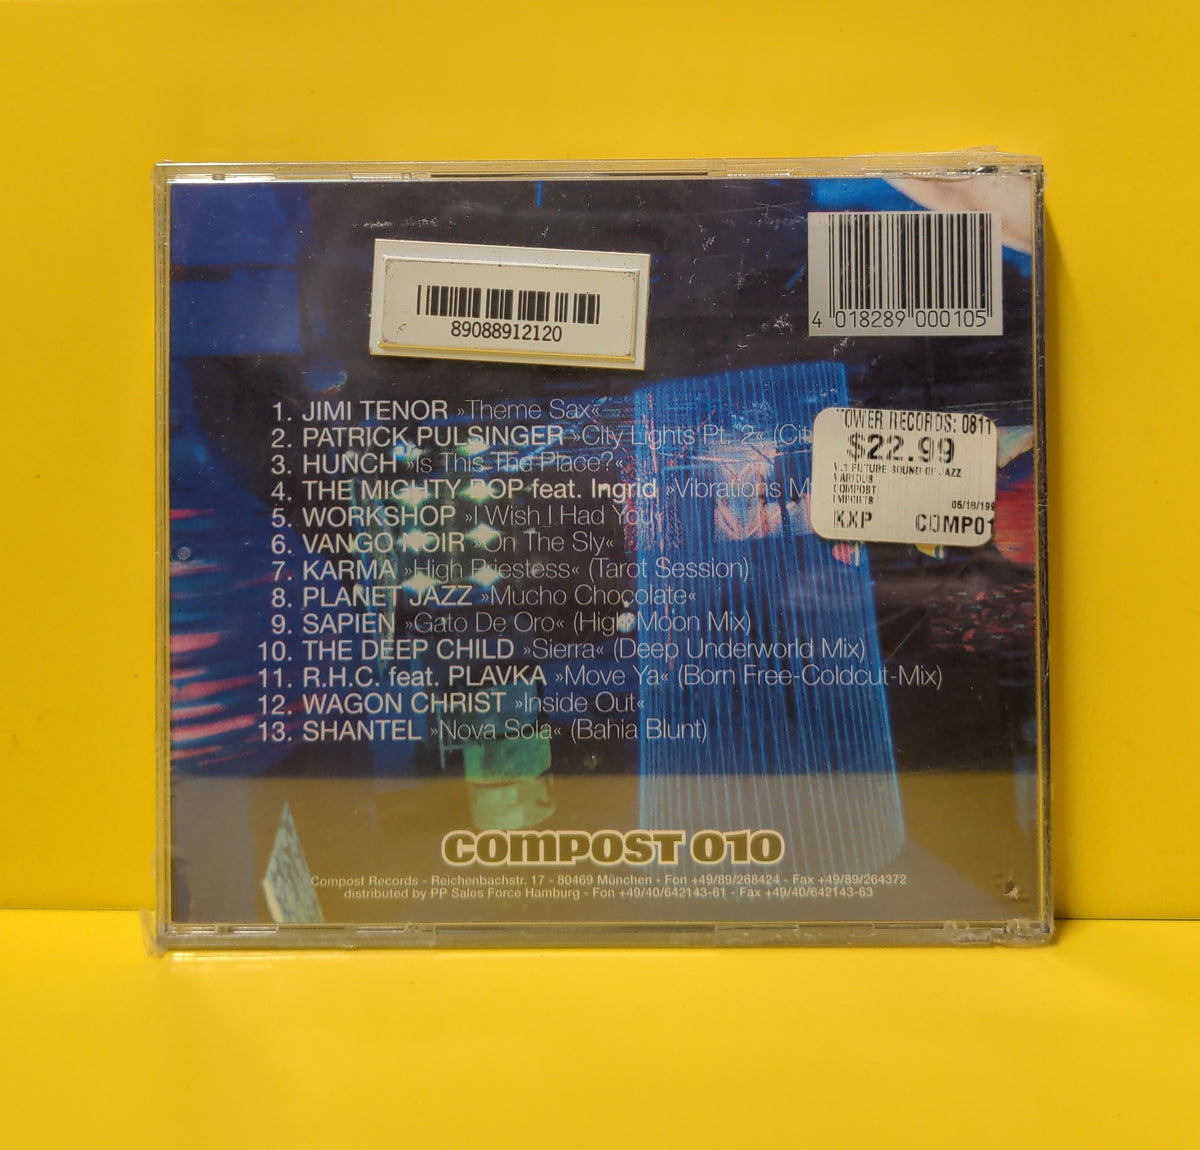 4 018289 000105
89088912120
1. JIMI TENOR »Theme Sax«
2. PATRICK PULSINGER »City Lights Pt. 2« (Cit
3. HUNCH »Is This The Place?«
4. THE MIGHTY BOP feat. Ingrid »Vibrations M
5. WORKSHOP »I Wish I Had You«
6. VANGO NOIR »On The Sly«
7. KARMA »High Priestess« (Tarot Session)
8. PLANET JAZZ »Mucho Chocolate«
9. SAPIEN »Gato De Oro« (High Moon Mix)
10. THE DEEP CHILD »Sierra« (Deep Underworld Mix)
11. R.H.C. feat. PLAVKA »Move Ya« (Born Free-Coldcut-Mix)
12. WAGON CHRIST »Inside Out«
13. SHANTEL »Nova Sola« (Bahia Blunt)
TOWER RECORDS: 0811
$22.99
V.1 FUTURE SOUND OF JAZZ
VARIOUS
COMPOST
IMPORTS
05/18/199
KXP COMP01
COMPOST 010
Compost Records - Reichenbachstr. 17 - 80469 München - Fon +49/89/268424 - Fax +49/89/264372
distributed by PP Sales Force Hamburg - Fon +49/40/642143-61 - Fax +49/40/642143-63